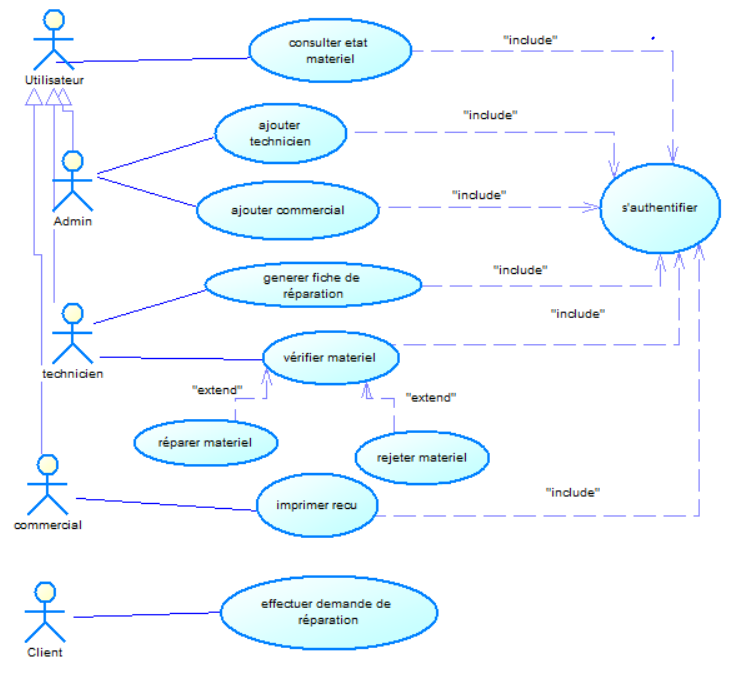 consulter etat
materiel
"include"
Utilisateur
ajouter
technicien
"include"
Admin
ajouter commercial
"include"
s'authentifier
generer fiche de
réparation
"include"
"include"
technicien
vérifier materiel
"extend"
"extend"
réparer materiel
rejeter materiel
commercial
imprimer recu
"include"
effectuer demande de
réparation
Client